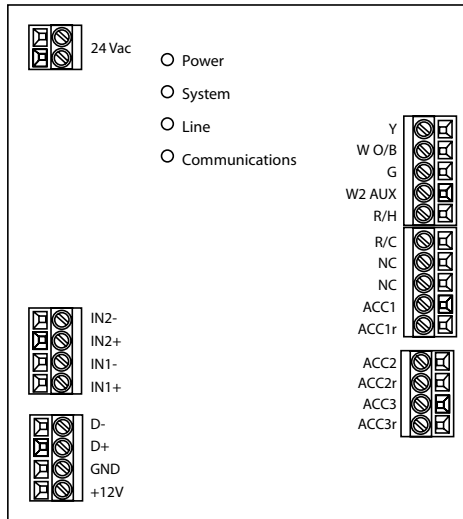 24 Vac
Power
System
Line
Communications
Y
W O/B
G
W2 AUX
R/H
R/C
NC
NC
ACC1
ACC1r
ACC2
ACC2r
ACC3
ACC3r
IN2-
IN2+
IN1-
IN1+
D-
D+
GND
+12V